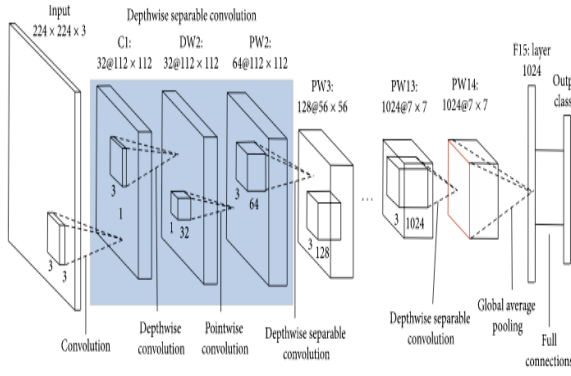 Input
224 × 224 × 3
Depthwise separable convolution
C1:
32@112 × 112
DW2:
32@112 × 112
PW2:
64@112 × 112
PW3:
128@56 × 56
PW13:
1024@7 × 7
PW14:
1024@7 × 7
F15: layer
1024
Outp
class
3
3
3
1
1
32
3
64
3
128
...
3
1024
Convolution
Depthwise
convolution
Pointwise
convolution
Depthwise separable
convolution
Depthwise separable
convolution
Global average
pooling
Full
connections